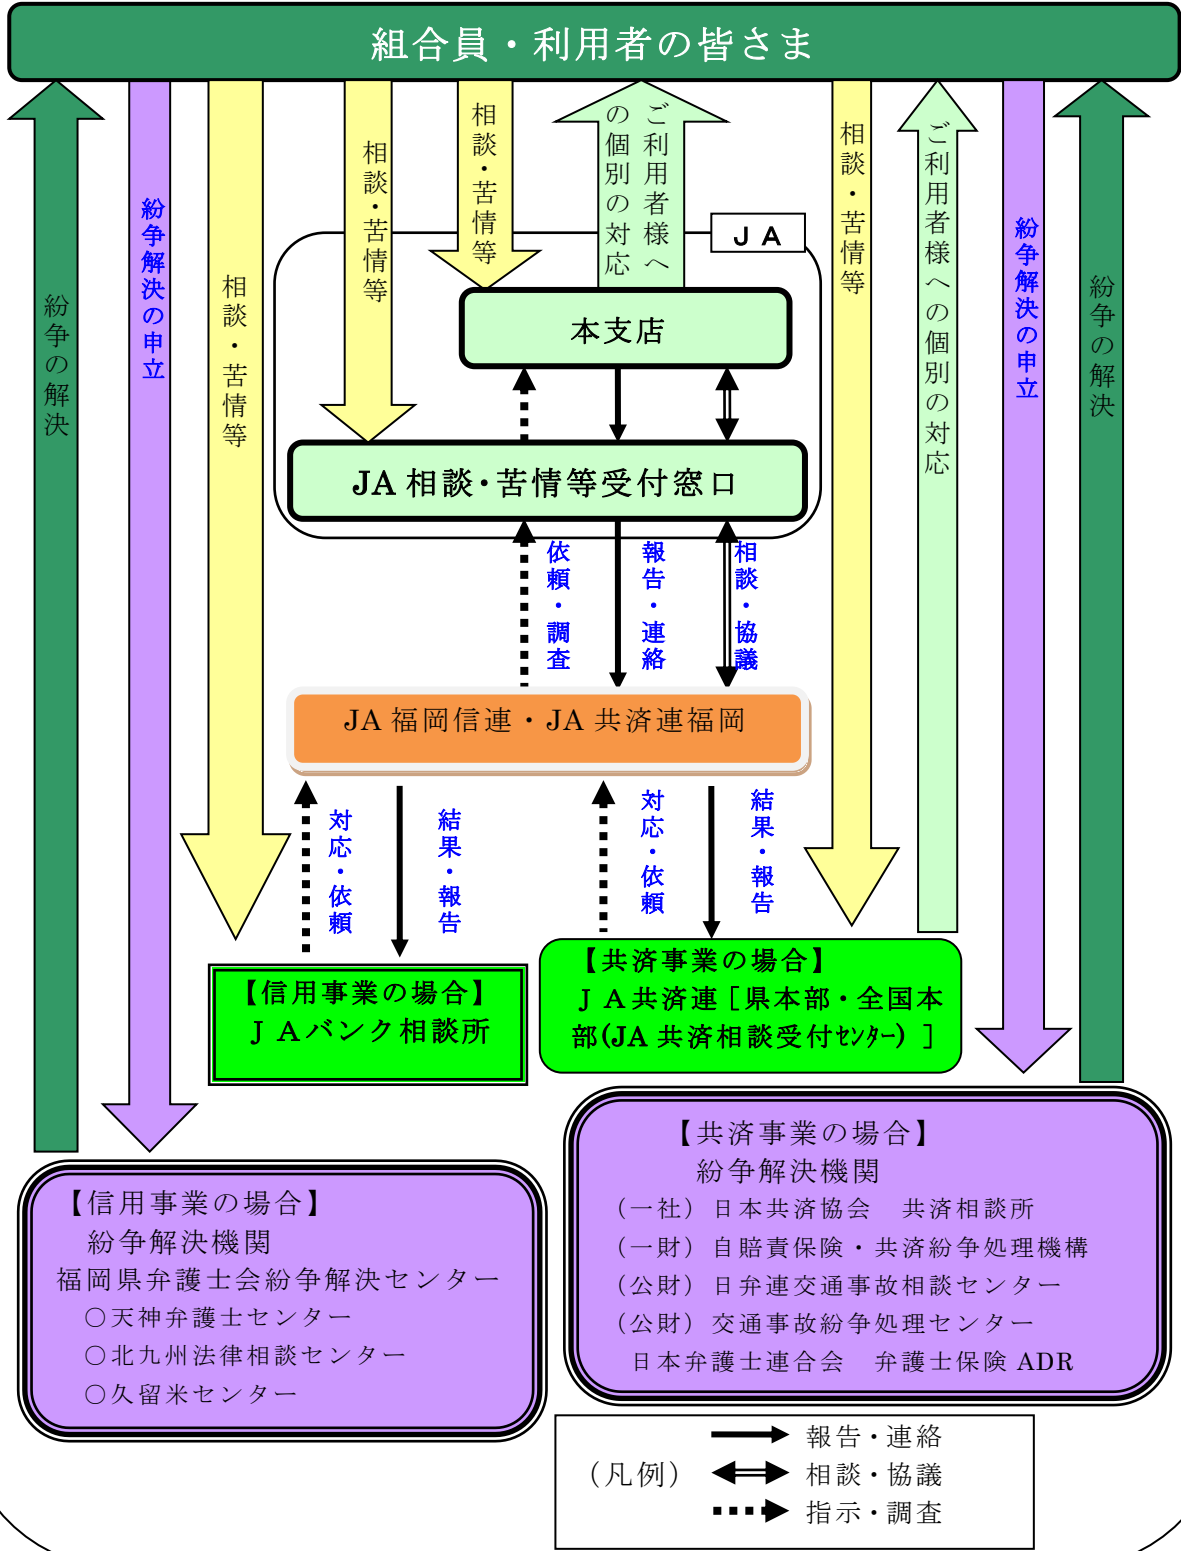 組合員・利用者の皆さま
紛争の解決
紛争解決の申立
相談・苦情等
相談・苦情等
相談・苦情等
ご利用者様へ
の個別の対応
相談・苦情等
ご利用者様への個別の対応
紛争解決の申立
紛争の解決
ＪＡ
本支店
JA 相談・苦情等受付窓口
依頼・調査
報告・連絡
相談・協議
JA 福岡信連・JA 共済連福岡
対応・依頼
結果・報告
対応・依頼
結果・報告
【信用事業の場合】
ＪＡバンク相談所
【共済事業の場合】
ＪＡ共済連［県本部・全国本
部(JA 共済相談受付ｾﾝﾀｰ)］
【信用事業の場合】
紛争解決機関
福岡県弁護士会紛争解決センター
○天神弁護士センター
○北九州法律相談センター
○久留米センター
【共済事業の場合】
紛争解決機関
（一社）日本共済協会　共済相談所
（一財）自賠責保険・共済紛争処理機構
（公財）日弁連交通事故相談センター
（公財）交通事故紛争処理センター
日本弁護士連合会　弁護士保険 ADR
（凡例）
報告・連絡
相談・協議
指示・調査